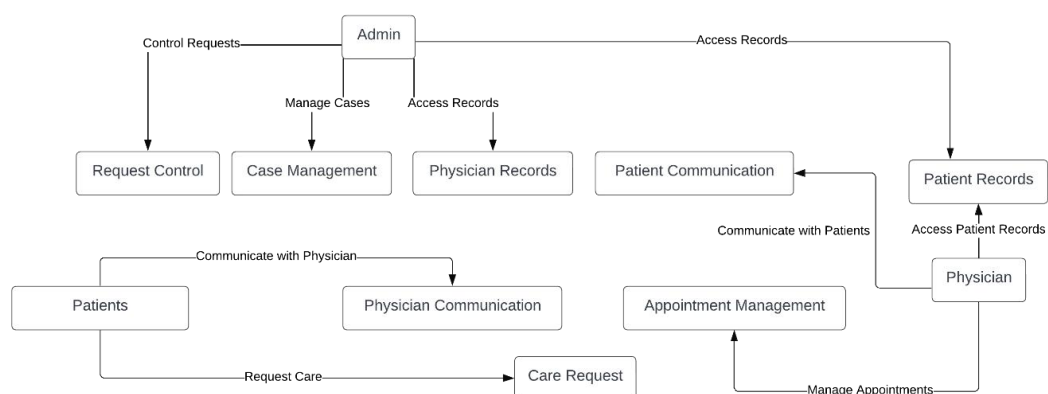 Admin
Control Requests
Access Records
Manage Cases
Access Records
Request Control
Case Management
Physician Records
Patient Communication
Patient Records
Communicate with Patients
Access Patient Records
Communicate with Physician
Physician
Patients
Physician Communication
Appointment Management
Request Care
Care Request
Manage Appointments